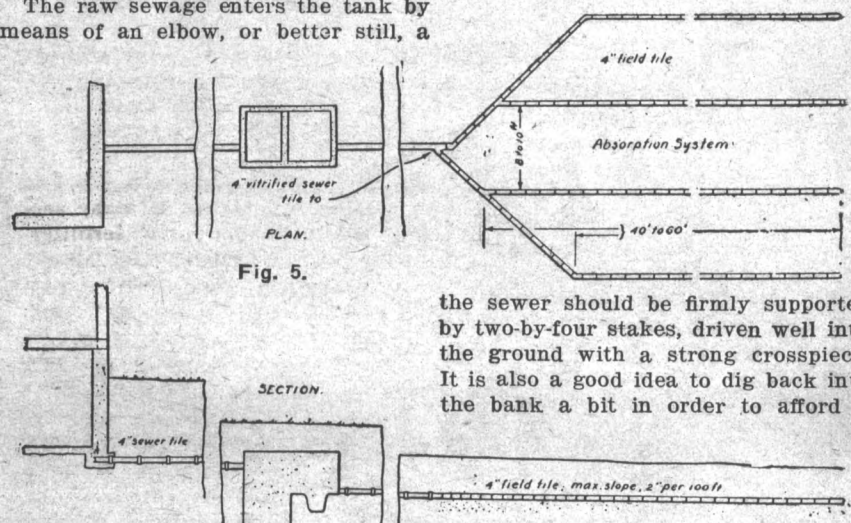 The raw sewage enters the tank by
means of an elbow, or better still, a
4" field tile
8 to 10 ft
Absorption System
4" vitrified sewer
tile to
40' to 60'
PLAN.
Fig. 5.
the sewer should be firmly supporte
by two-by-four stakes, driven well in
the ground with a strong crosspiec
It is also a good idea to dig back in
the bank a bit in order to afford
SECTION.
4" sewer tile
4" field tile, max. slope, 2" per 100 ft